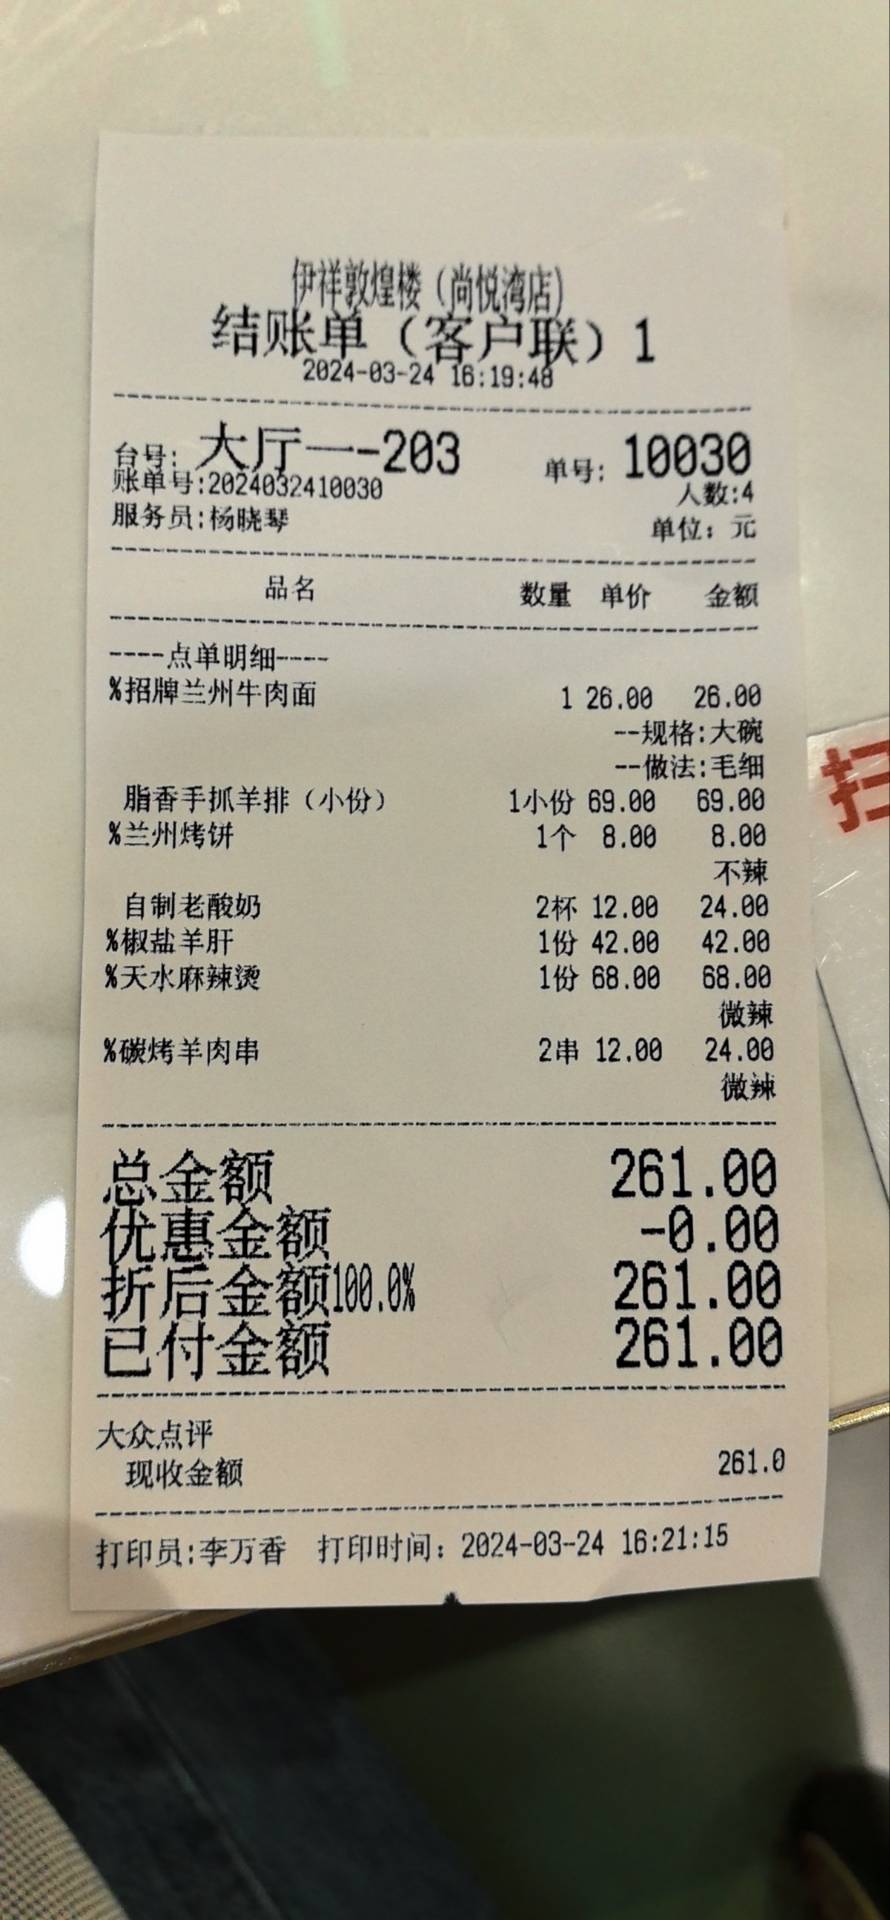 伊祥敦煌楼（尚悦湾店）
结账单（客户联）1
2024-03-24 16:19:48
台号: 大厅一-203 单号: 10030
账单号:2024032410030 人数:4
服务员:杨晓琴 单位: 元
品名 数量 单价 金额
----点单明细----
%招牌兰州牛肉面 1 26.00 26.00
--规格:大碗
--做法:毛细
脂香手抓羊排（小份） 1小份 69.00 69.00
%兰州烤饼 1个 8.00 8.00
不辣
自制老酸奶 2杯 12.00 24.00
%椒盐羊肝 1份 42.00 42.00
%天水麻辣烫 1份 68.00 68.00
微辣
%碳烤羊肉串 2串 12.00 24.00
微辣
总金额 261.00
优惠金额 -0.00
折后金额100.0% 261.00
已付金额 261.00
大众点评
现收金额 261.0
打印员:李万香 打印时间: 2024-03-24 16:21:15
扫